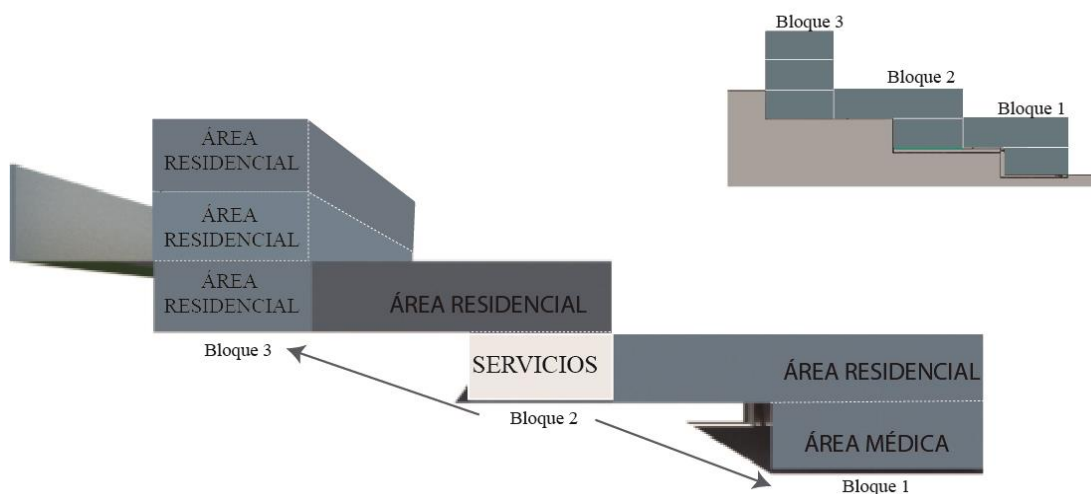 Bloque 3
Bloque 2
Bloque 1
ÁREA
RESIDENCIAL
ÁREA
RESIDENCIAL
ÁREA
RESIDENCIAL
ÁREA RESIDENCIAL
Bloque 3
SERVICIOS
ÁREA RESIDENCIAL
Bloque 2
ÁREA MÉDICA
Bloque 1